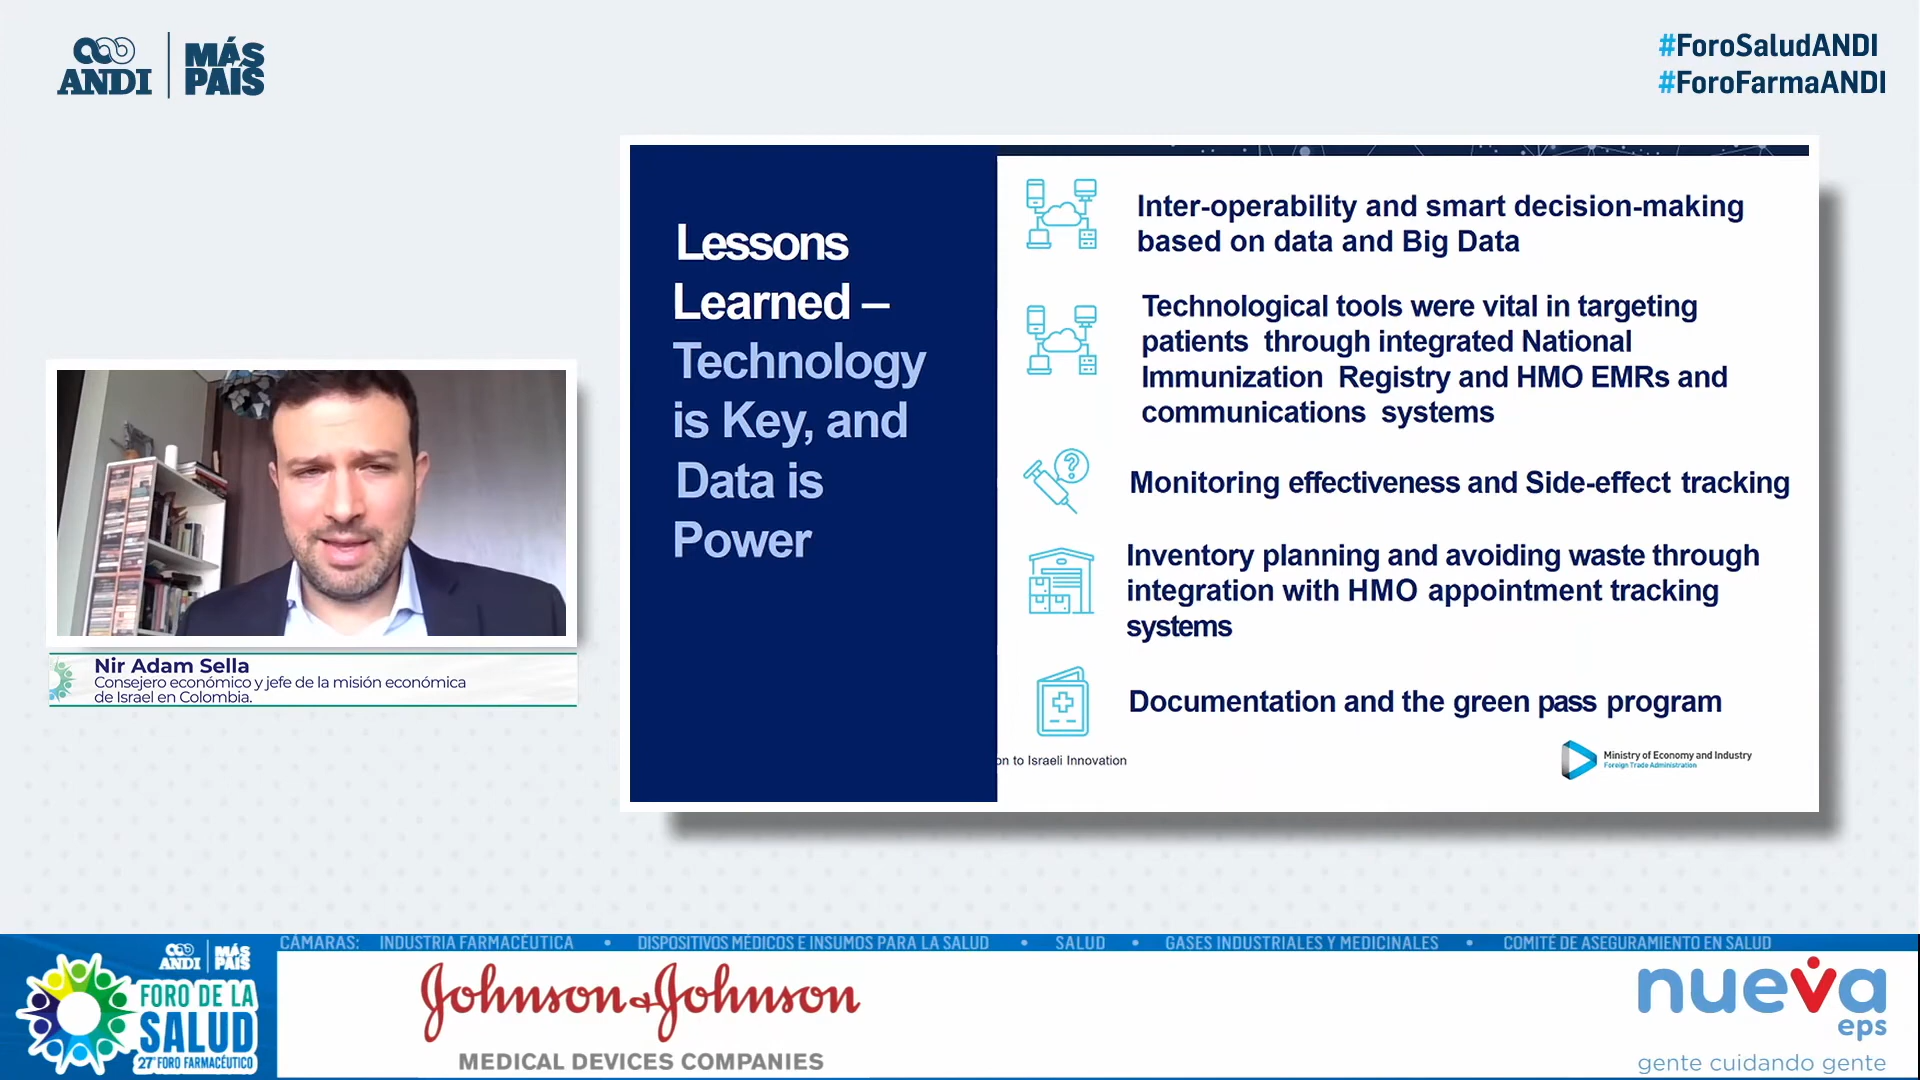 ANDI
MÁS
PAÍS
#ForoSaludANDI
#ForoFarmaANDI
Lessons
Learned –
Technology
is Key, and
Data is
Power
Inter-operability and smart decision-making
based on data and Big Data
Technological tools were vital in targeting
patients through integrated National
Immunization Registry and HMO EMRs and
communications systems
Monitoring effectiveness and Side-effect tracking
Inventory planning and avoiding waste through
integration with HMO appointment tracking
systems
Documentation and the green pass program
on to Israeli Innovation
Ministry of Economy and Industry
Foreign Trade Administration
Nir Adam Sella
Consejero económico y jefe de la misión económica
de Israel en Colombia.
CÁMARAS: INDUSTRIA FARMACÉUTICA • DISPOSITIVOS MÉDICOS E INSUMOS PARA LA SALUD • SALUD • GASES INDUSTRIALES Y MEDICINALES • COMITÉ DE ASEGURAMIENTO EN SALUD
ANDI
MÁS
PAÍS
FORO DE LA
SALUD
27° FORO FARMACÉUTICO
Johnson & Johnson
MEDICAL DEVICES COMPANIES
nueva
eps
gente cuidando gente